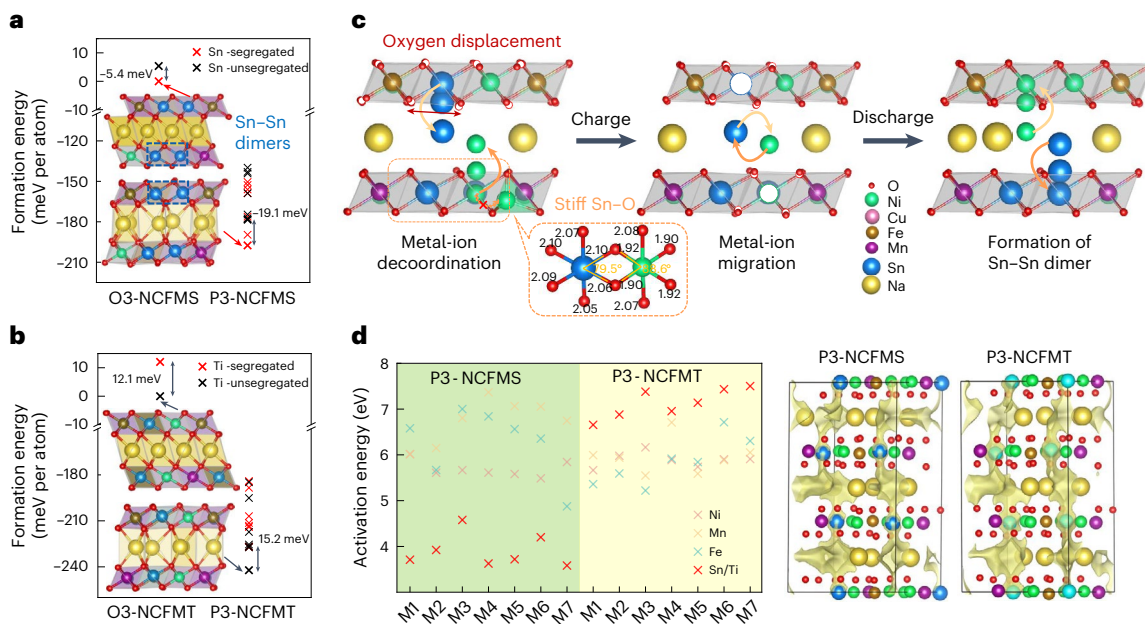 a
Formation energy
(meV per atom)
10
0
−10
−120
−150
−180
−210
× Sn -segregated
× Sn -unsegregated
−5.4 meV
Sn–Sn
dimers
−19.1 meV
O3-NCFMS P3-NCFMS
b
Formation energy
(meV per atom)
10
0
−10
−180
−210
−240
× Ti -segregated
× Ti -unsegregated
12.1 meV
15.2 meV
O3-NCFMT P3-NCFMT
c
Oxygen displacement
Charge
Discharge
Stiff Sn–O
Metal-ion
decoordination
Metal-ion
migration
Formation of
Sn–Sn dimer
2.07
2.10
2.10
2.09
2.06
2.05
79.5°
2.08
1.92
1.90
1.90
1.92
2.07
O
Ni
Cu
Fe
Mn
Sn
Na
d
Activation energy (eV)
8
7
6
5
4
P3 - NCFMS
P3 - NCFMT
× Ni
× Mn
× Fe
× Sn/Ti
M1 M2 M3 M4 M5 M6 M7 M1 M2 M3 M4 M5 M6 M7
P3-NCFMS
P3-NCFMT